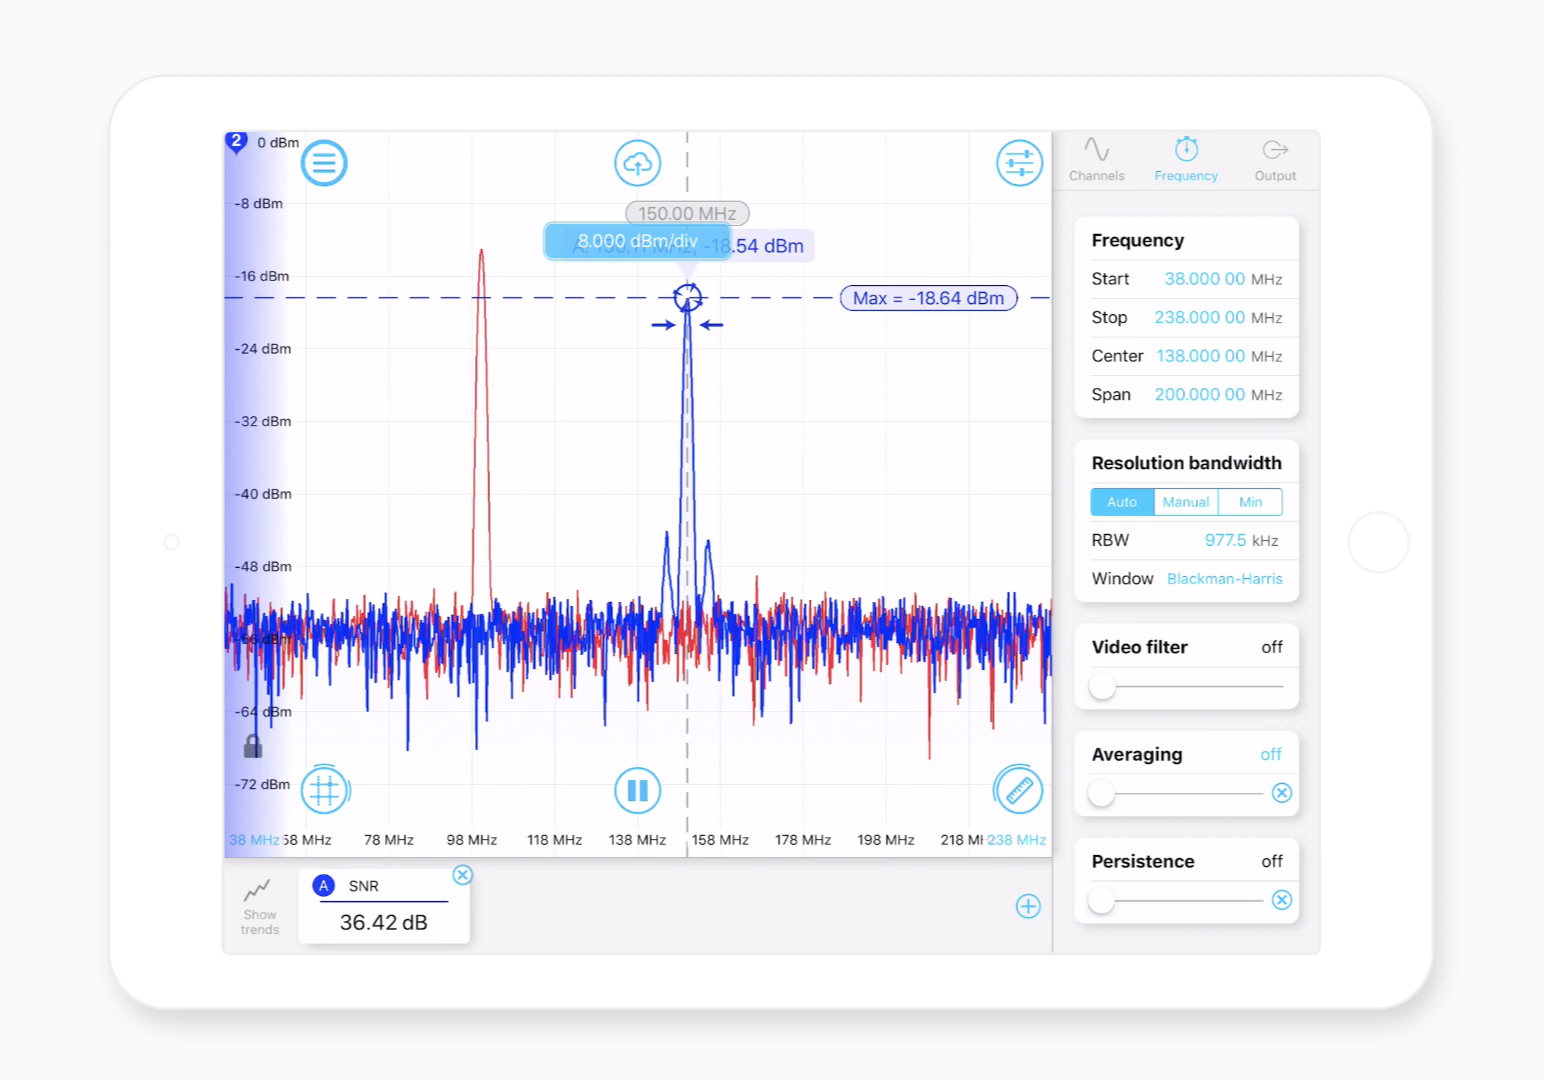 2
0 dBm
-8 dBm
-16 dBm
-24 dBm
-32 dBm
-40 dBm
-48 dBm
-56 dBm
-64 dBm
-72 dBm
150.00 MHz
8.000 dBm/div
-18.54 dBm
Max = -18.64 dBm
38 MHz
58 MHz
78 MHz
98 MHz
118 MHz
138 MHz
158 MHz
178 MHz
198 MHz
218 MH
238 MHz
Show
trends
A SNR
36.42 dB
Channels
Frequency
Output
Frequency
Start 38.000 00 MHz
Stop 238.000 00 MHz
Center 138.000 00 MHz
Span 200.000 00 MHz
Resolution bandwidth
Auto Manual Min
RBW 977.5 kHz
Window Blackman-Harris
Video filter off
Averaging off
Persistence off